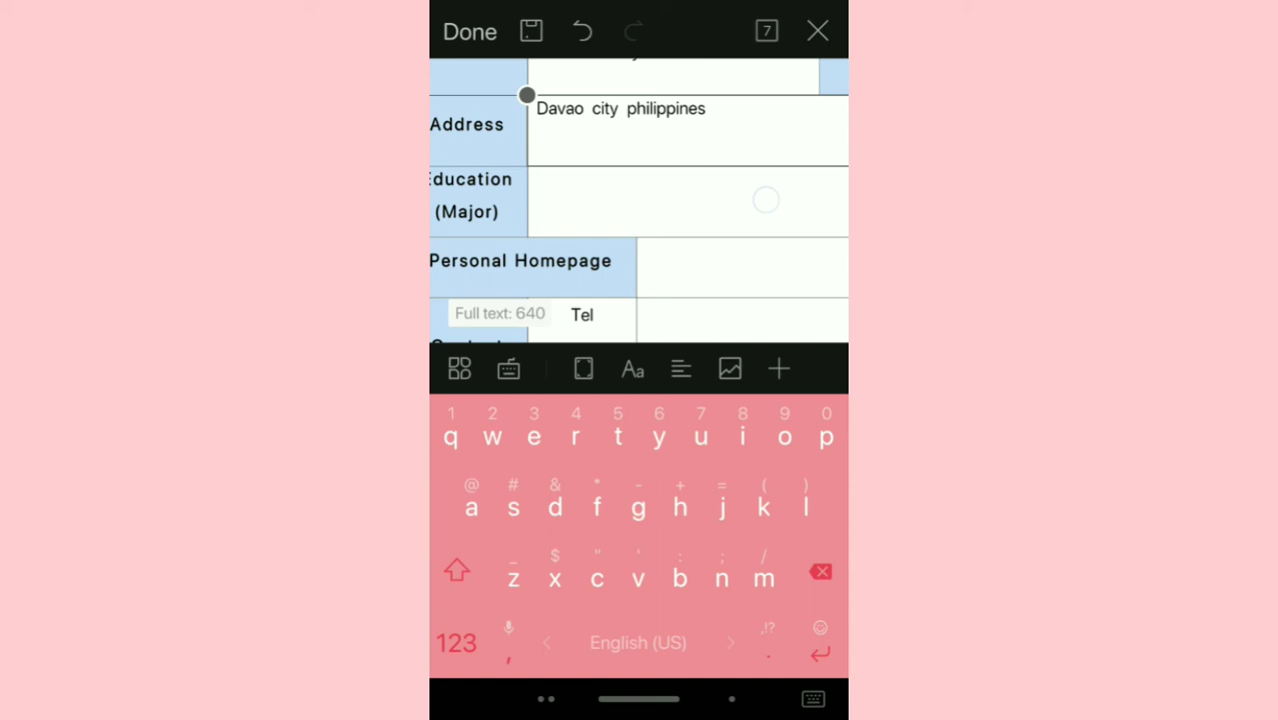 Done 7
Davao city philippines
Address
Education
(Major)
Personal Homepage
Full text: 640 Tel
Aa
1 2 3 4 5 6 7 8 9 0
q w e r t y u i o p
@ # & * - + = ( )
a s d f g h j k l
_ $ " ' : ; /
z x c v b n m
,!?
123 , < English (US) > .